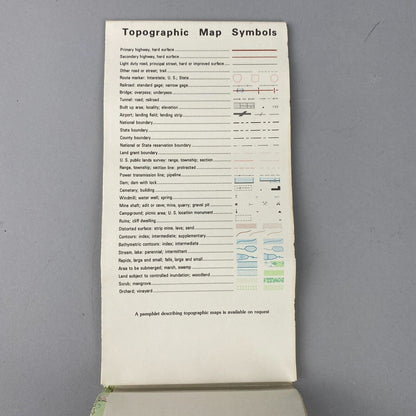 Topographic Map Symbols
Primary highway, hard surface
Secondary highway, hard surface
Light duty road, principal street, hard or improved surface
Other road or street; trail
Route marker: Interstate; U. S.; State
Railroad: standard gage; narrow gage
Bridge; overpass; underpass
Tunnel: road; railroad
Built up area; locality; elevation
Airport; landing field; landing strip
National boundary
State boundary
County boundary
National or State reservation boundary
Land grant boundary
U. S. public lands survey: range, township; section
Range, township; section line: protracted
Power transmission line; pipeline
Dam; dam with lock
Cemetery; building
Windmill; water well; spring
Mine shaft; adit or cave; mine, quarry; gravel pit
Campground; picnic area; U. S. location monument
Ruins; cliff dwelling
Distorted surface: strip mine, lava; sand
Contours: index; intermediate; supplementary
Bathymetric contours: index; intermediate
Stream, lake: perennial; intermittent
Rapids, large and small; falls, large and small
Area to be submerged; marsh, swamp
Land subject to controlled inundation; woodland
Scrub; mangrove
Orchard; vineyard
A pamphlet describing topographic maps is available on request